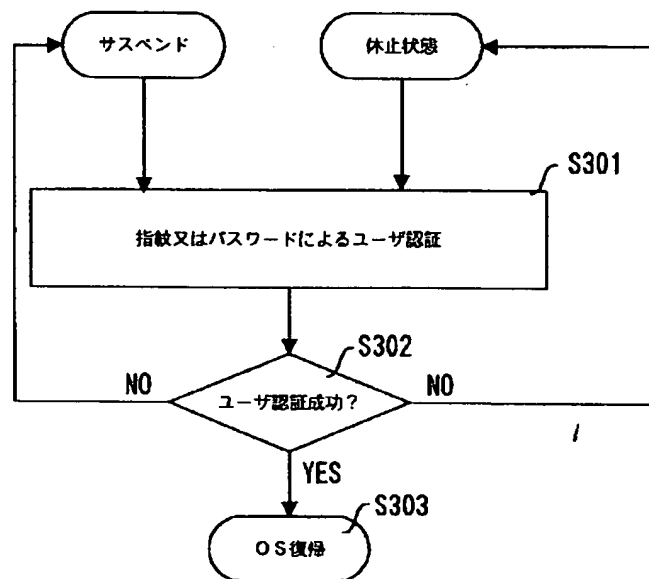 サスペンド
休止状態
S301
指紋又はパスワードによるユーザ認証
S302
NO
ユーザ認証成功？
NO
YES
S303
ＯＳ復帰